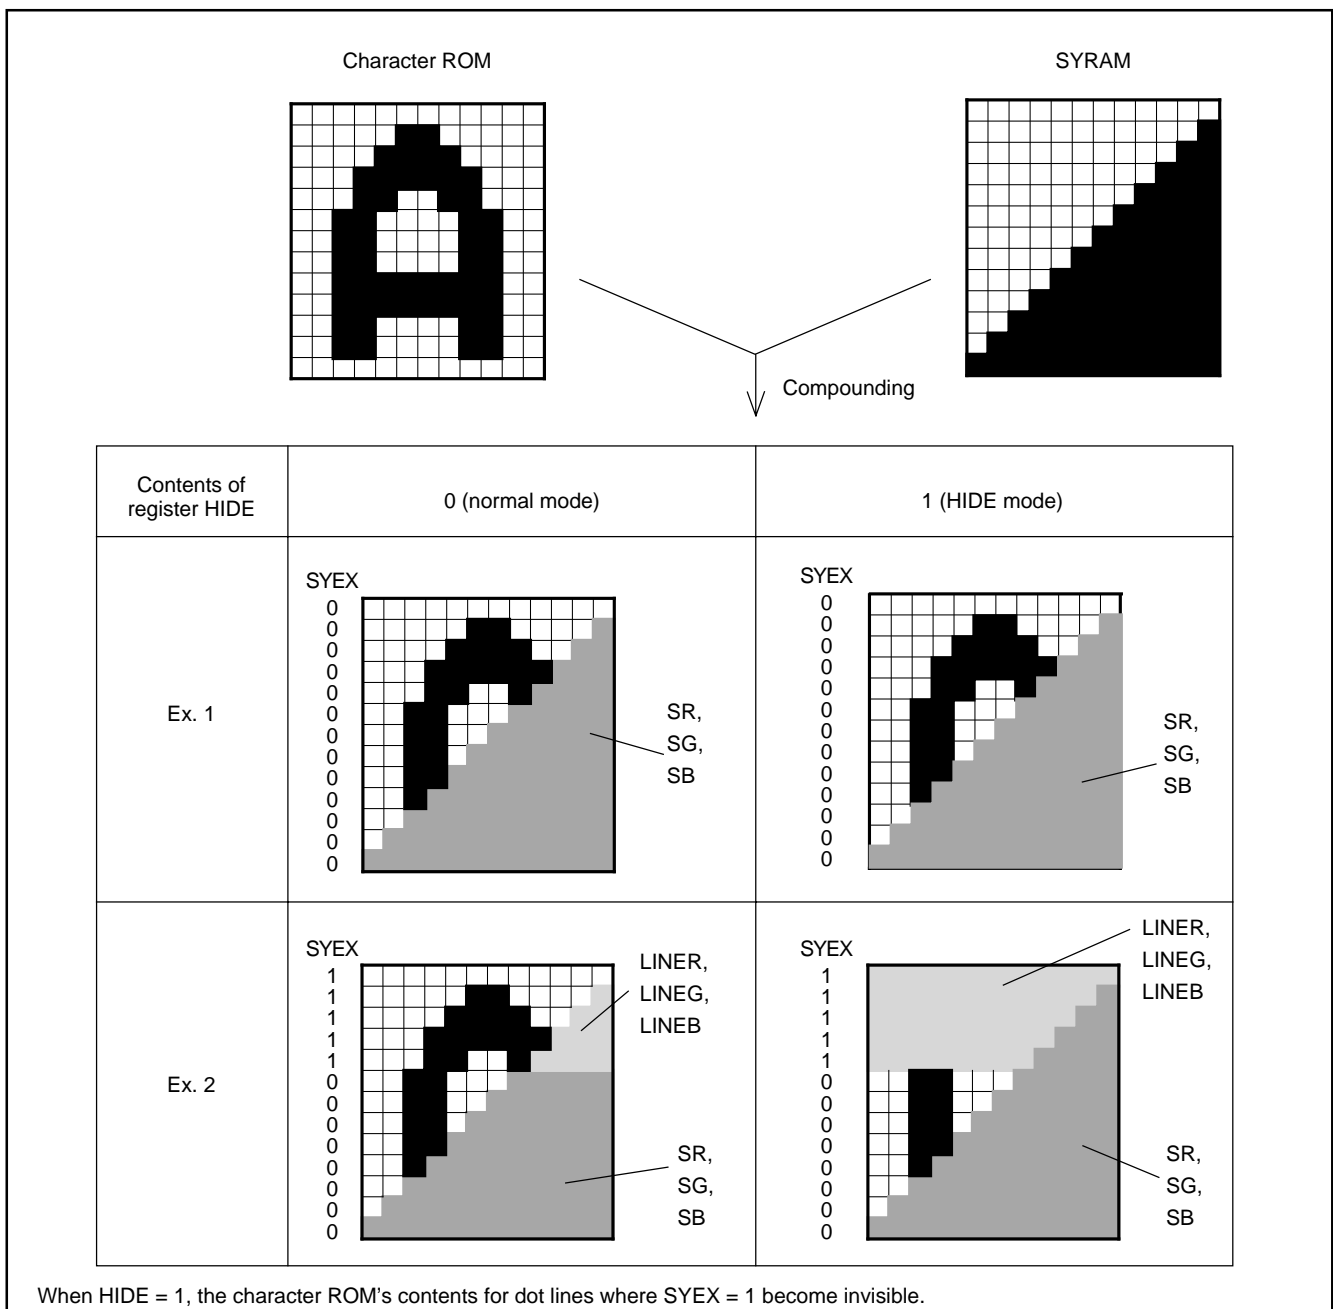 Character ROM
SYRAM
Compounding
Contents of
register HIDE
0 (normal mode)
1 (HIDE mode)
Ex. 1
SYEX
0
0
0
0
0
0
0
0
0
0
0
0
0
SR,
SG,
SB
SYEX
0
0
0
0
0
0
0
0
0
0
0
0
0
SR,
SG,
SB
Ex. 2
SYEX
1
1
1
1
1
0
0
0
0
0
0
0
0
LINER,
LINEG,
LINEB
SR,
SG,
SB
SYEX
1
1
1
1
1
0
0
0
0
0
0
0
0
LINER,
LINEG,
LINEB
SR,
SG,
SB
When HIDE = 1, the character ROM's contents for dot lines where SYEX = 1 become invisible.